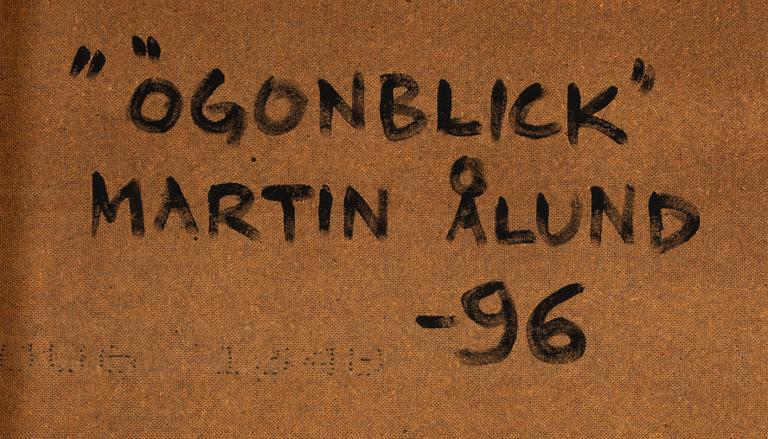 "ÖGONBLICK"
MARTIN ÅLUND
-96